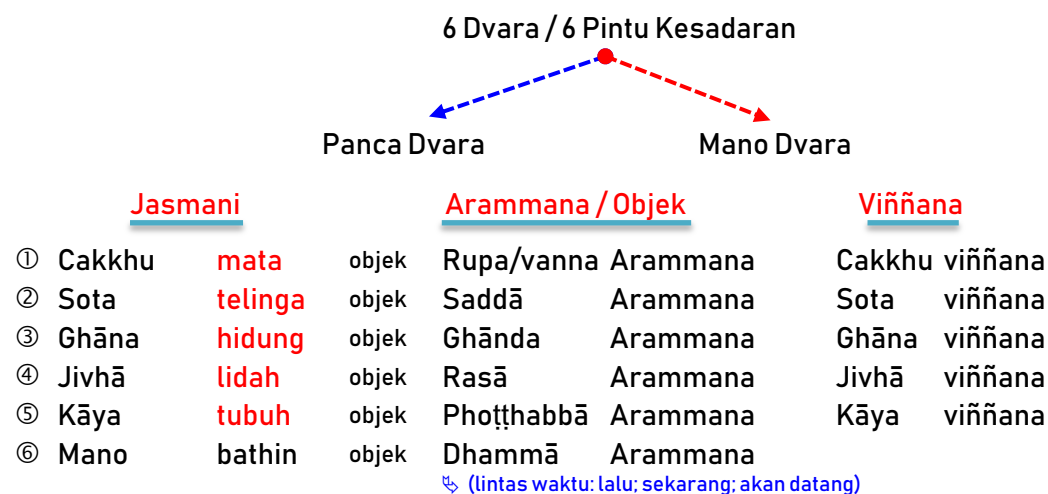 6 Dvara / 6 Pintu Kesadaran
Panca Dvara Mano Dvara
Jasmani Arammana / Objek Viññana
① Cakkhu mata objek Rupa/vanna Arammana Cakkhu viññana
② Sota telinga objek Saddā Arammana Sota viññana
③ Ghāna hidung objek Ghānda Arammana Ghāna viññana
④ Jivhā lidah objek Rasā Arammana Jivhā viññana
⑤ Kāya tubuh objek Phoṭṭhabbā Arammana Kāya viññana
⑥ Mano bathin objek Dhammā Arammana
(lintas waktu: lalu; sekarang; akan datang)